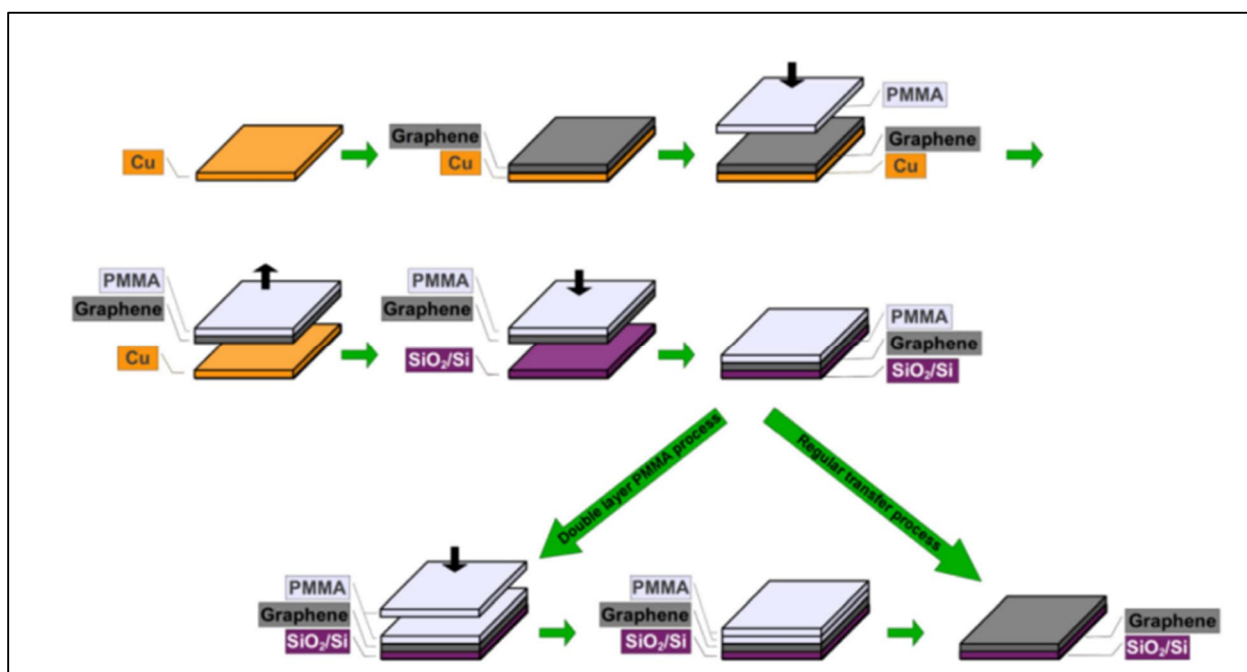 Cu
Graphene
Cu
PMMA
Graphene
Cu
PMMA
Graphene
Cu
PMMA
Graphene
SiO₂/Si
PMMA
Graphene
SiO₂/Si
Double layer PMMA process
Regular transfer process
PMMA
Graphene
SiO₂/Si
PMMA
Graphene
SiO₂/Si
Graphene
SiO₂/Si